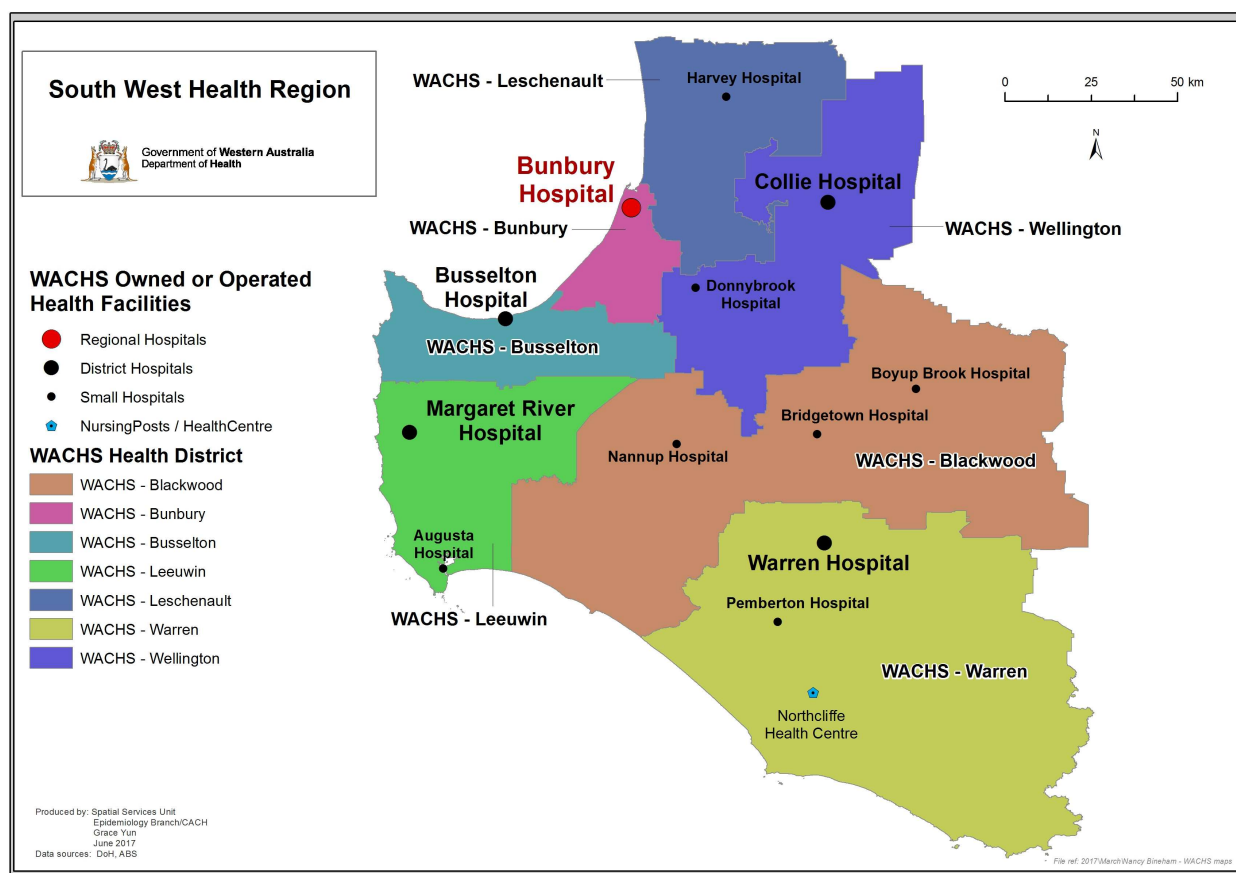 South West Health Region
Government of Western Australia
Department of Health
WACHS - Leschenault
Harvey Hospital
0 25 50 km
N
Bunbury
Hospital
Collie Hospital
WACHS - Bunbury
WACHS - Wellington
Busselton
Hospital
Donnybrook
Hospital
WACHS - Busselton
Boyup Brook Hospital
Margaret River
Hospital
Bridgetown Hospital
Nannup Hospital
WACHS - Blackwood
Augusta
Hospital
Warren Hospital
Pemberton Hospital
WACHS - Leeuwin
WACHS - Warren
Northcliffe
Health Centre
WACHS Owned or Operated
Health Facilities
Regional Hospitals
District Hospitals
Small Hospitals
NursingPosts / HealthCentre
WACHS Health District
WACHS - Blackwood
WACHS - Bunbury
WACHS - Busselton
WACHS - Leeuwin
WACHS - Leschenault
WACHS - Warren
WACHS - Wellington
Produced by: Spatial Services Unit
Epidemiology Branch/CACH
Grace Yun
June 2017
Data sources: DoH, ABS
File ref: 2017\March\Nancy Bineham - WACHS maps